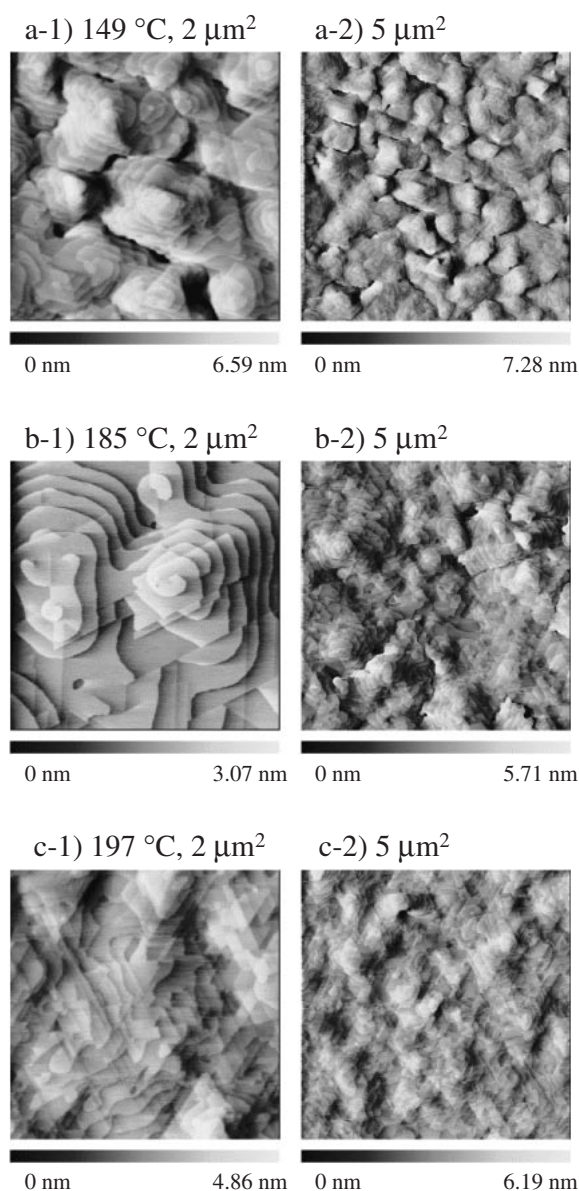 a-1) 149 °C, 2 µm²
a-2) 5 µm²
0 nm 6.59 nm
0 nm 7.28 nm
b-1) 185 °C, 2 µm²
b-2) 5 µm²
0 nm 3.07 nm
0 nm 5.71 nm
c-1) 197 °C, 2 µm²
c-2) 5 µm²
0 nm 4.86 nm
0 nm 6.19 nm